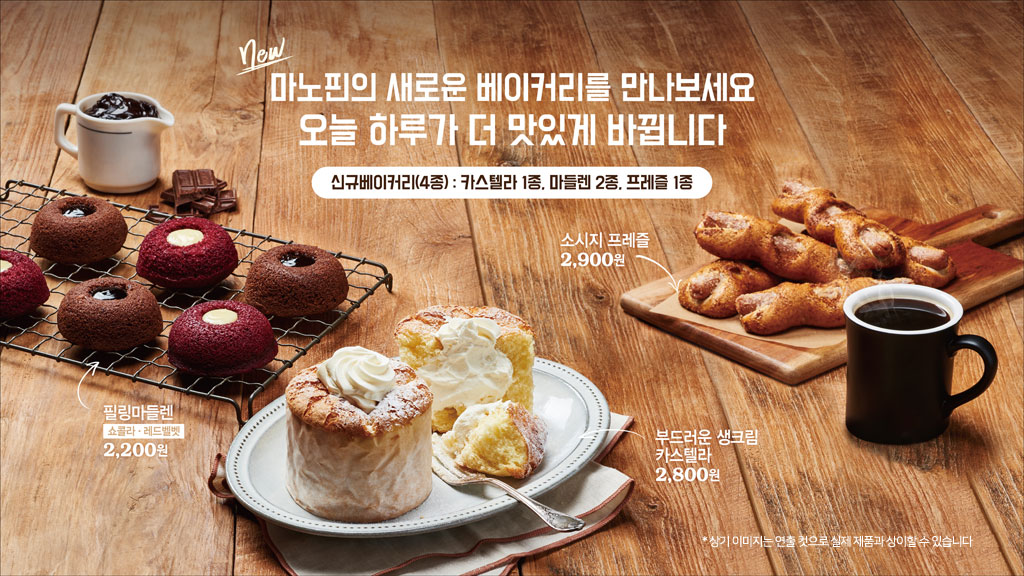 New
마노핀의 새로운 베이커리를 만나보세요
오늘 하루가 더 맛있게 바뀝니다
신규베이커리(4종) : 카스텔라 1종, 마들렌 2종, 프레즐 1종
소시지 프레즐
2,900원
필링마들렌
쇼콜라 · 레드벨벳
2,200원
부드러운 생크림
카스텔라
2,800원
* 상기 이미지는 연출 컷으로 실제 제품과 상이할 수 있습니다